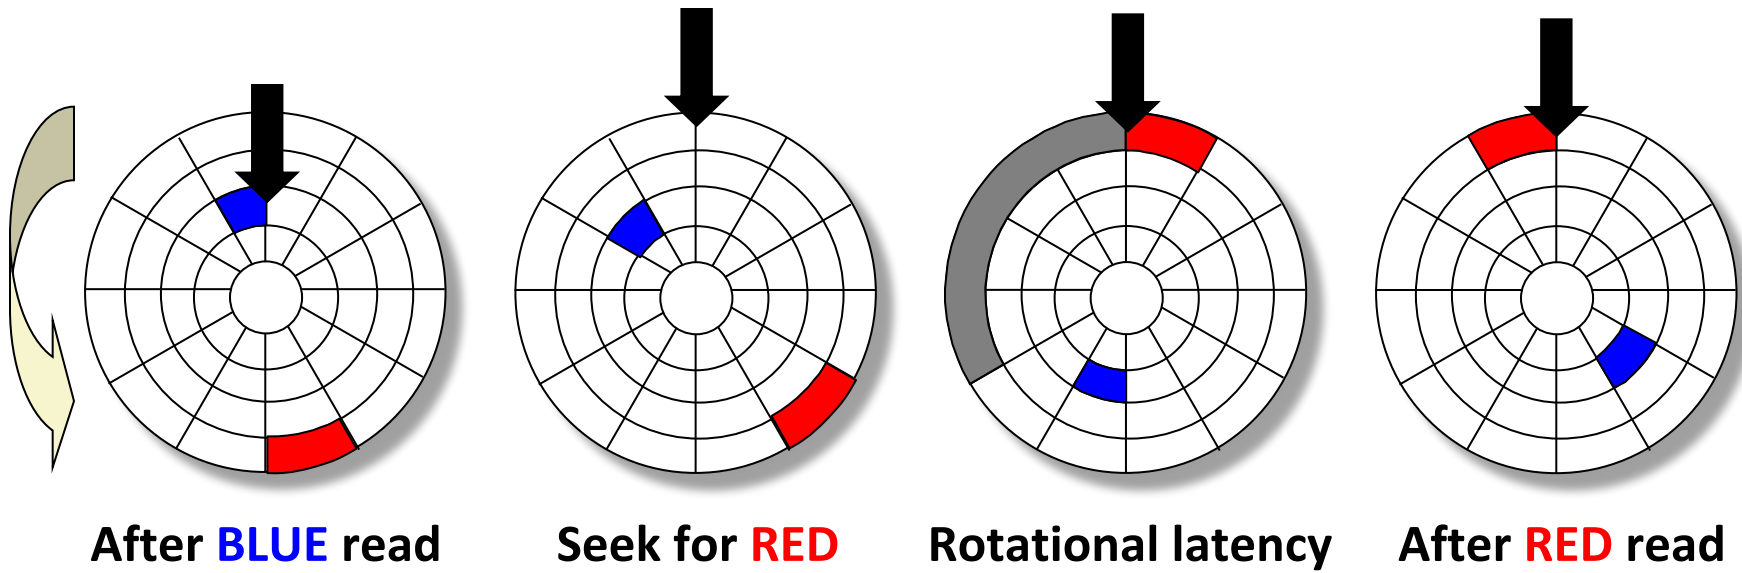 After BLUE read
Seek for RED
Rotational latency
After RED read